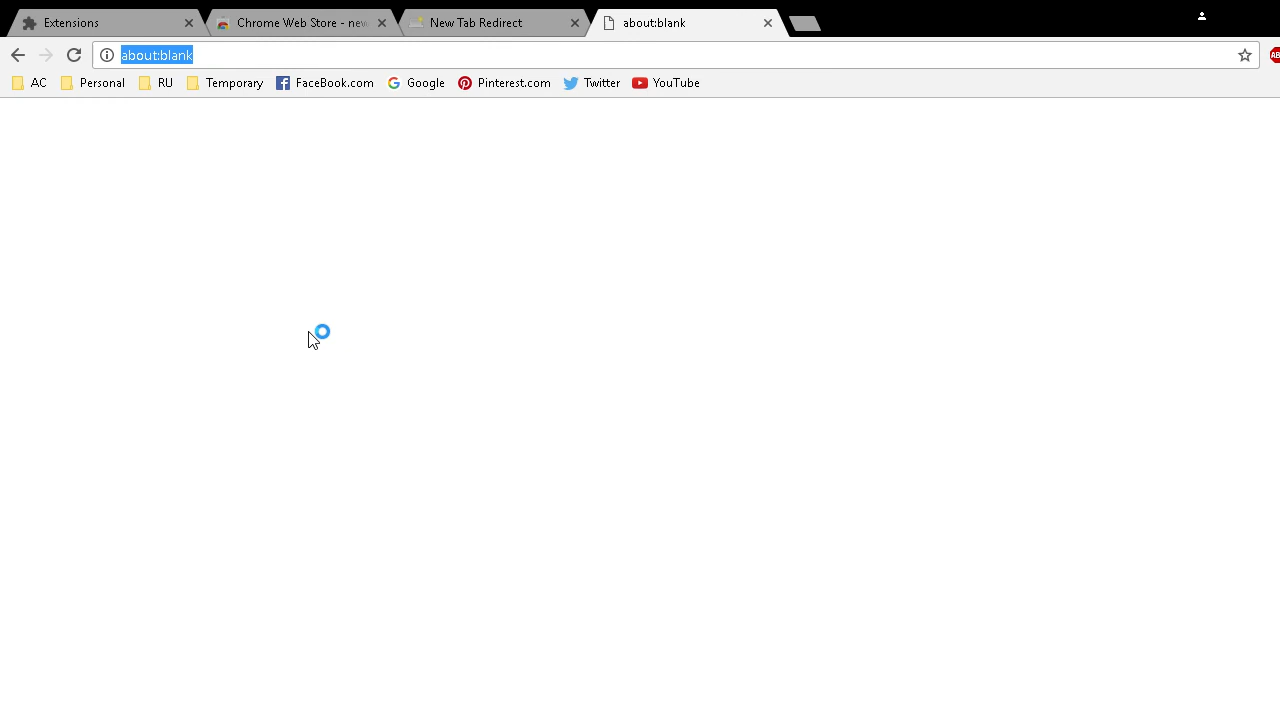 Extensions Chrome Web Store - new New Tab Redirect about:blank
about:blank
AC Personal RU Temporary FaceBook.com Google Pinterest.com Twitter YouTube